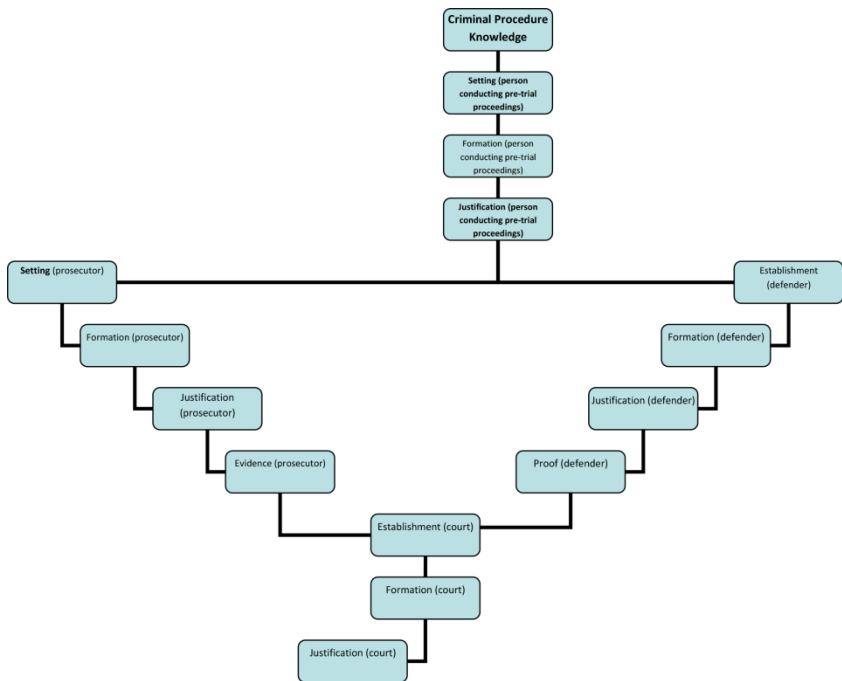 Criminal Procedure
Knowledge
Setting (person
conducting pre-trial
proceedings)
Formation (person
conducting pre-trial
proceedings)
Justification (person
conducting pre-trial
proceedings)
Setting (prosecutor)
Establishment
(defender)
Formation (prosecutor)
Formation (defender)
Justification
(prosecutor)
Justification (defender)
Evidence (prosecutor)
Proof (defender)
Establishment (court)
Formation (court)
Justification (court)